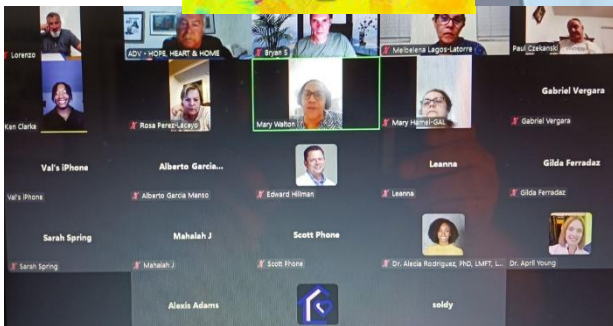 Lorenzo
ADV - HOPE, HEART & HOME
Bryan S
Melbelena Lagos-Latorre
Paul Czekanski
Ken Clarke
Rosa Perez-Lacayo
Mary Walton
Mary Hamel-GAL
Gabriel Vergara
Gabriel Vergara
Val's iPhone
Alberto Garcia...
Leanna
Gilda Ferradaz
Val's iPhone
Alberto Garcia Manso
Edward Hillman
Leanna
Gilda Ferradaz
Sarah Spring
Mahalah J
Scott Phone
Sarah Spring
Mahalah J
Scott Phone
Dr. Alecia Rodriguez, PhD, LMFT, L...
Dr. April Young
Alexis Adams
soldy